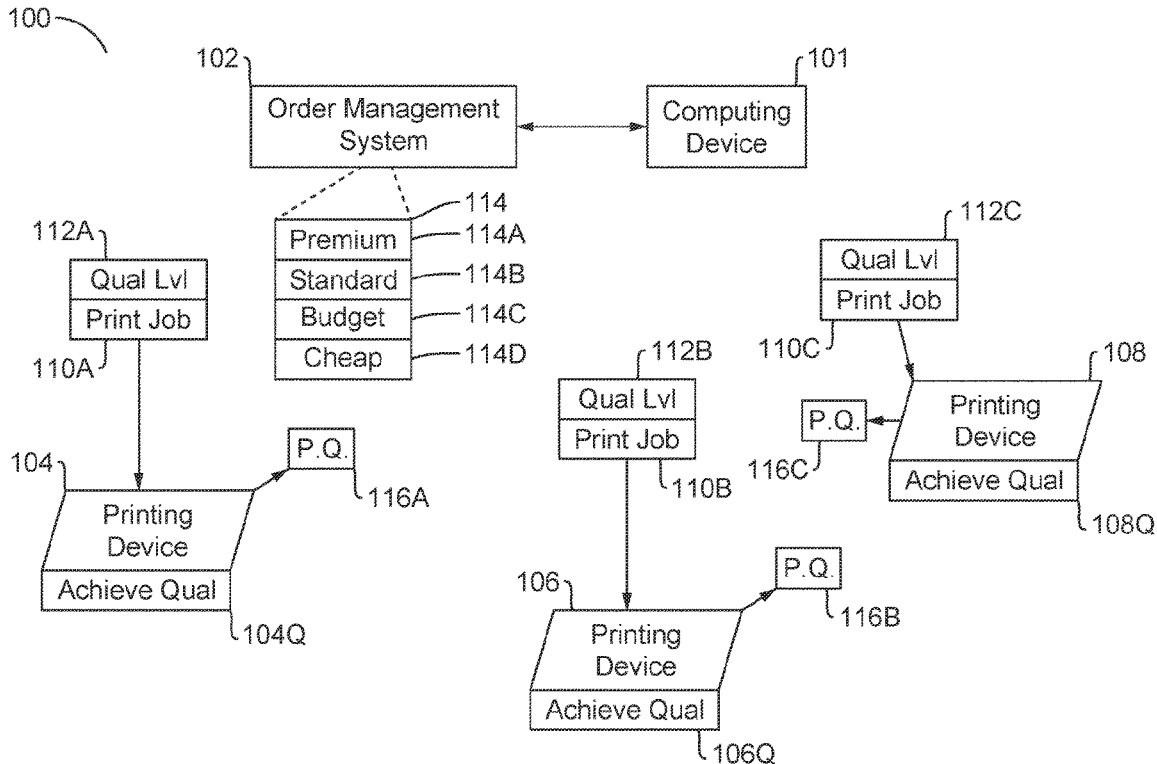 100
102
101
Order Management
System
Computing
Device
114
112A
Premium
114A
112C
Qual Lvl
Standard
114B
Qual Lvl
Print Job
Budget
114C
Print Job
110A
Cheap
114D
112B
110C
108
Qual Lvl
P.Q.
Printing
Device
104
P.Q.
Print Job
116C
116A
110B
Achieve Qual
Printing
Device
108Q
Achieve Qual
106
P.Q.
104Q
116B
Printing
Device
Achieve Qual
106Q